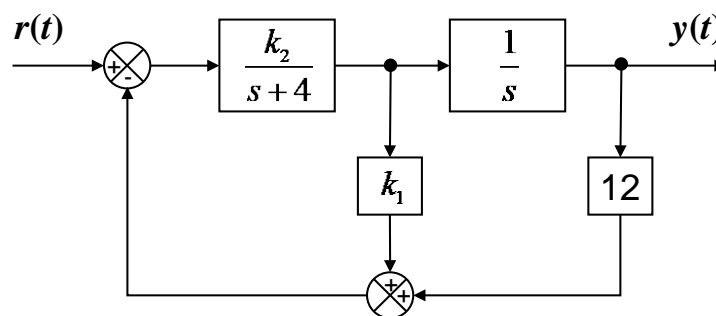 r(t)
y(t)
k₂
s + 4
1
s
+
-
k₁
12
+
+